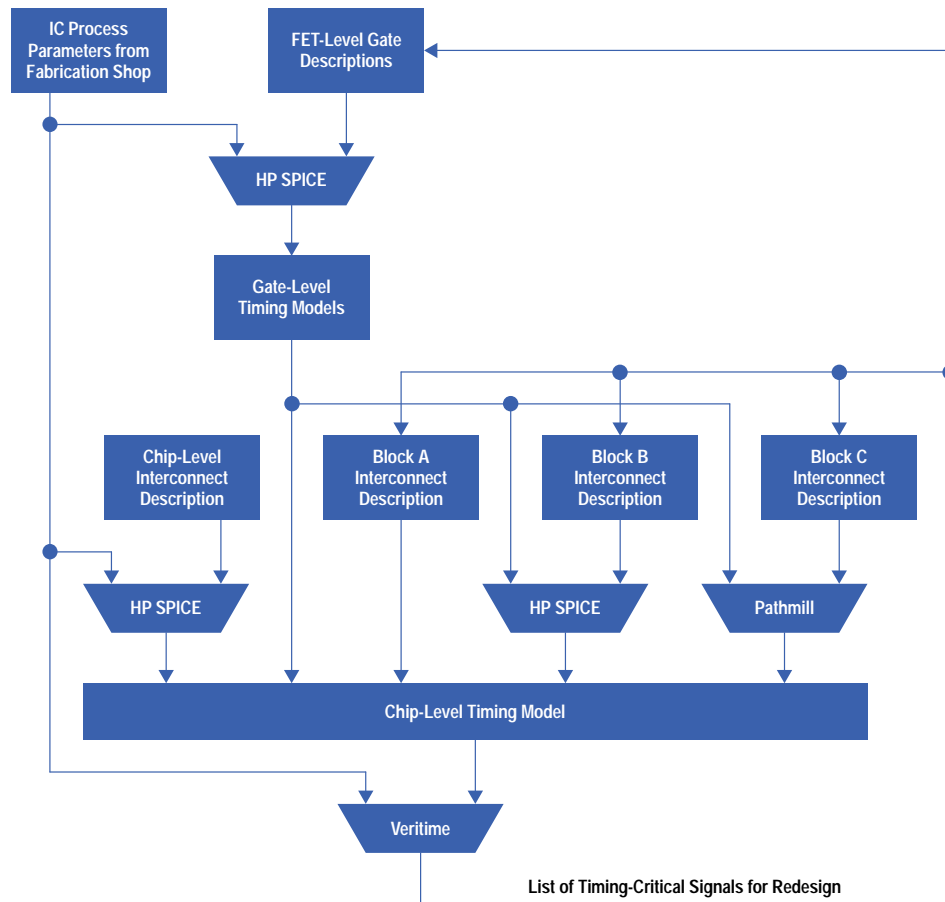 IC Process
Parameters from
Fabrication Shop
FET-Level Gate
Descriptions
HP SPICE
Gate-Level
Timing Models
Chip-Level
Interconnect
Description
Block A
Interconnect
Description
Block B
Interconnect
Description
Block C
Interconnect
Description
HP SPICE
HP SPICE
Pathmill
Chip-Level Timing Model
Veritime
List of Timing-Critical Signals for Redesign